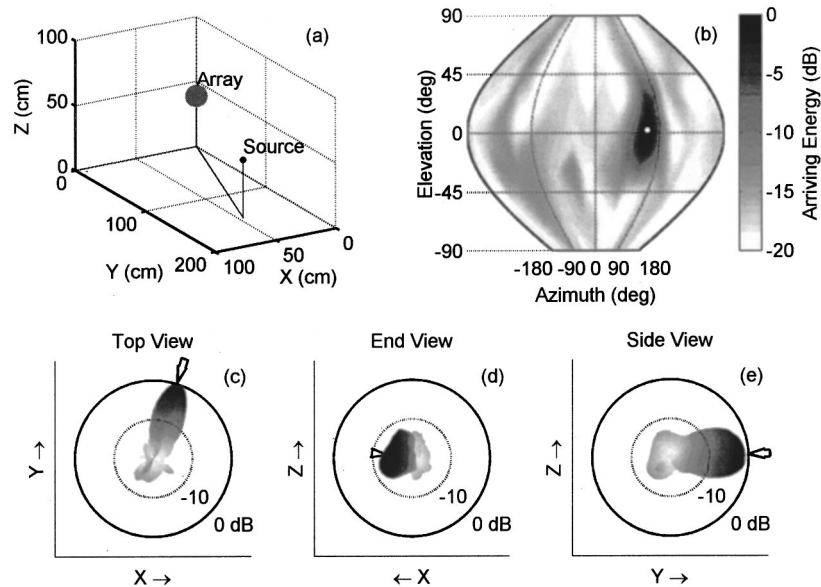 (a)
100
50
0
Z (cm)
Array
Source
0
100
200
Y (cm)
100
50
0
X (cm)
(b)
90
45
0
-45
-90
Elevation (deg)
-180 -90 0 90 180
Azimuth (deg)
0
-5
-10
-15
-20
Arriving Energy (dB)
Top View
(c)
-10
0 dB
Y →
X →
End View
(d)
-10
0 dB
Z →
← X
Side View
(e)
-10
0 dB
Z →
Y →